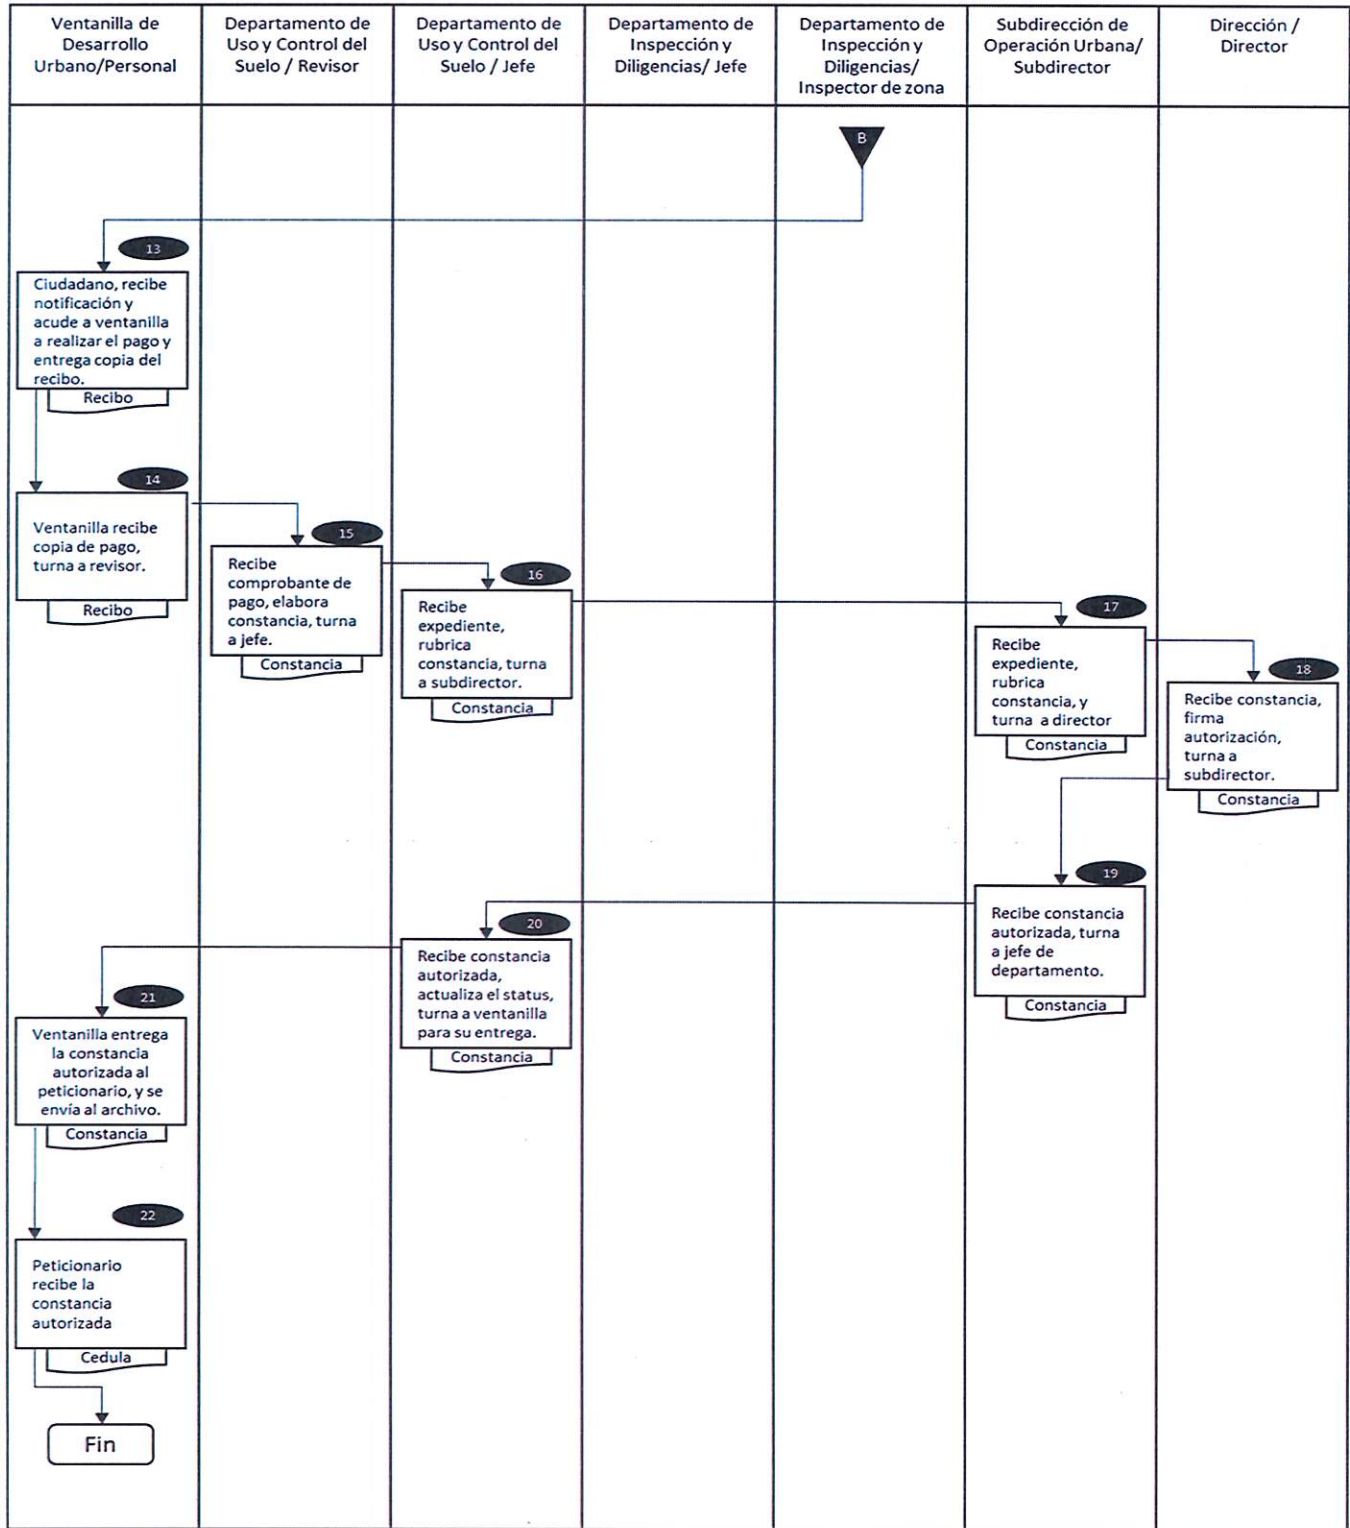 Ventanilla de
Desarrollo
Urbano/Personal
Departamento de
Uso y Control del
Suelo / Revisor
Departamento de
Uso y Control del
Suelo / Jefe
Departamento de
Inspección y
Diligencias/ Jefe
Departamento de
Inspección y
Diligencias/
Inspector de zona
Subdirección de
Operación Urbana/
Subdirector
Dirección /
Director
B
13
Ciudadano, recibe
notificación y
acude a ventanilla
a realizar el pago y
entrega copia del
recibo.
Recibo
14
Ventanilla recibe
copia de pago,
turna a revisor.
Recibo
15
Recibe
comprobante de
pago, elabora
constancia, turna
a jefe.
Constancia
16
Recibe
expediente,
rubrica
constancia, turna
a subdirector.
Constancia
17
Recibe
expediente,
rubrica
constancia, y
turna a director
Constancia
18
Recibe constancia,
firma
autorización,
turna a
subdirector.
Constancia
19
Recibe constancia
autorizada, turna
a jefe de
departamento.
Constancia
20
Recibe constancia
autorizada,
actualiza el status,
turna a ventanilla
para su entrega.
Constancia
21
Ventanilla entrega
la constancia
autorizada al
peticionario, y se
envía al archivo.
Constancia
22
Peticionario
recibe la
constancia
autorizada
Cedula
Fin